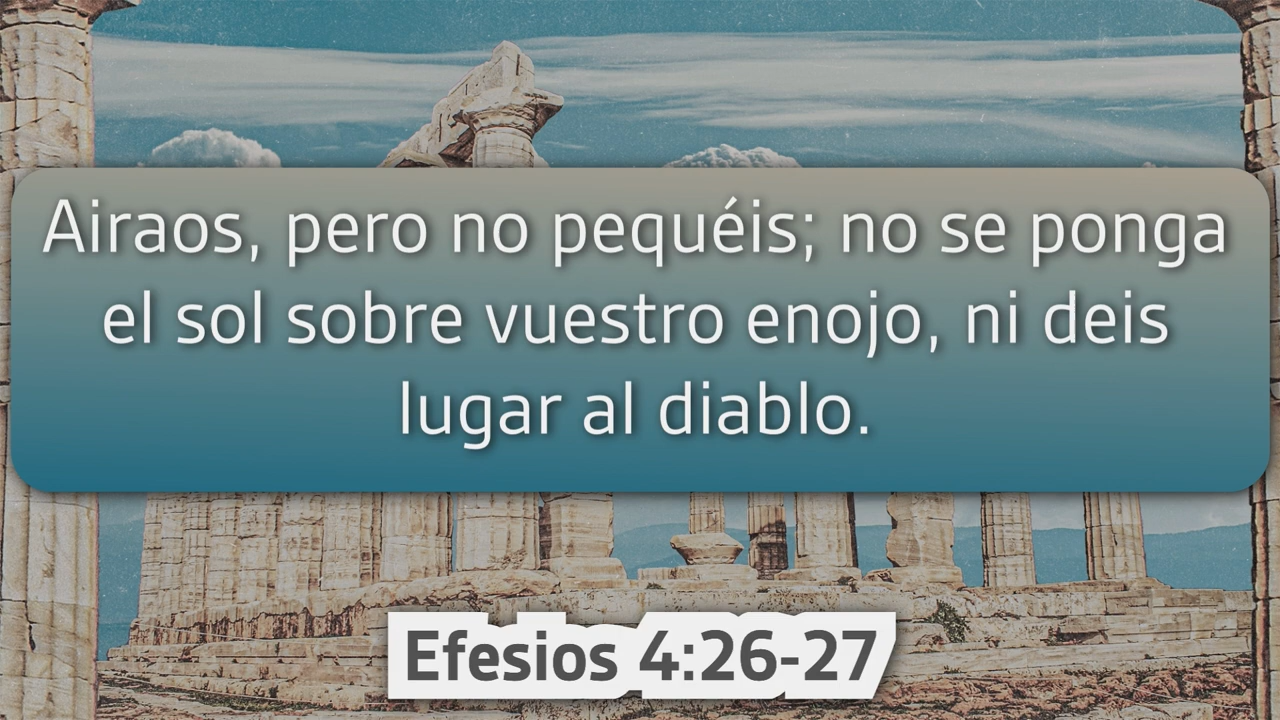 Airaos, pero no pequéis; no se ponga
el sol sobre vuestro enojo, ni deis
lugar al diablo.
Efesios 4:26-27